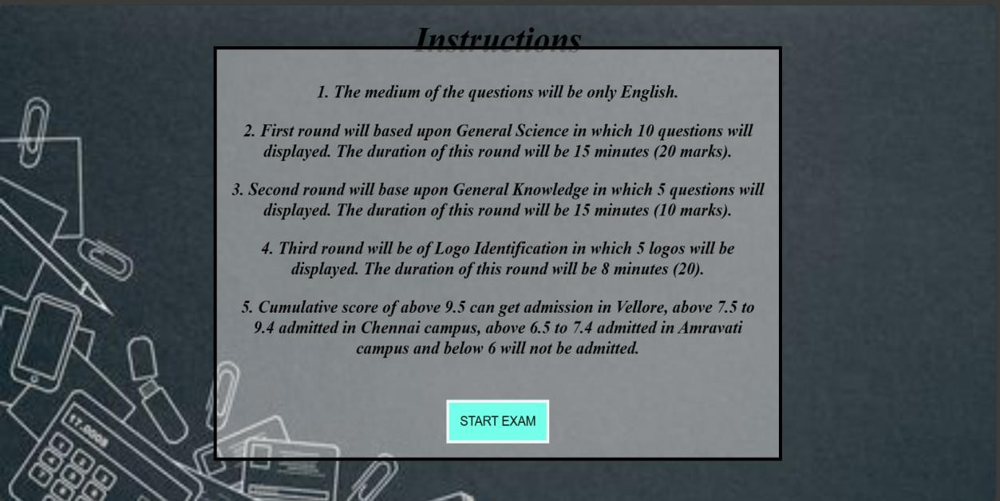 Instructions
1. The medium of the questions will be only English.
2. First round will based upon General Science in which 10 questions will
displayed. The duration of this round will be 15 minutes (20 marks).
3. Second round will base upon General Knowledge in which 5 questions will
displayed. The duration of this round will be 15 minutes (10 marks).
4. Third round will be of Logo Identification in which 5 logos will be
displayed. The duration of this round will be 8 minutes (20).
5. Cumulative score of above 9.5 can get admission in Vellore, above 7.5 to
9.4 admitted in Chennai campus, above 6.5 to 7.4 admitted in Amravati
campus and below 6 will not be admitted.
START EXAM